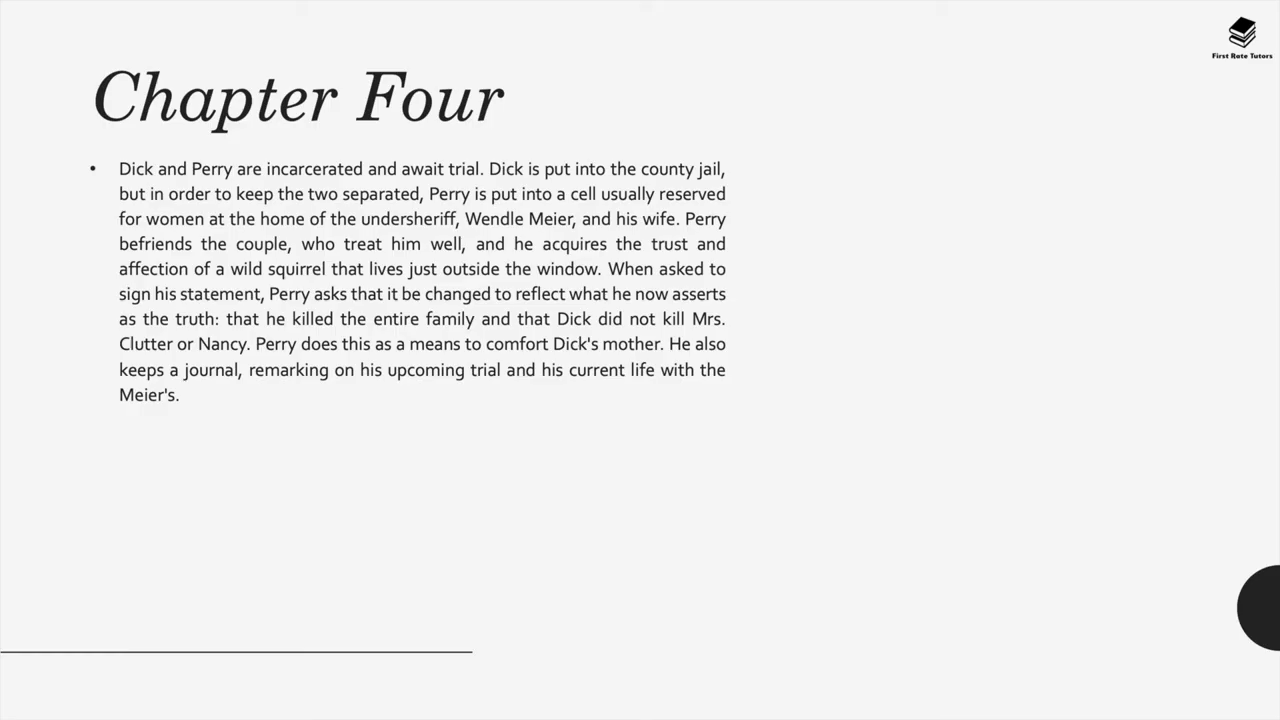 First Rate Tutors
Chapter Four
• Dick and Perry are incarcerated and await trial. Dick is put into the county jail,
but in order to keep the two separated, Perry is put into a cell usually reserved
for women at the home of the undersheriff, Wendle Meier, and his wife. Perry
befriends the couple, who treat him well, and he acquires the trust and
affection of a wild squirrel that lives just outside the window. When asked to
sign his statement, Perry asks that it be changed to reflect what he now asserts
as the truth: that he killed the entire family and that Dick did not kill Mrs.
Clutter or Nancy. Perry does this as a means to comfort Dick's mother. He also
keeps a journal, remarking on his upcoming trial and his current life with the
Meier's.